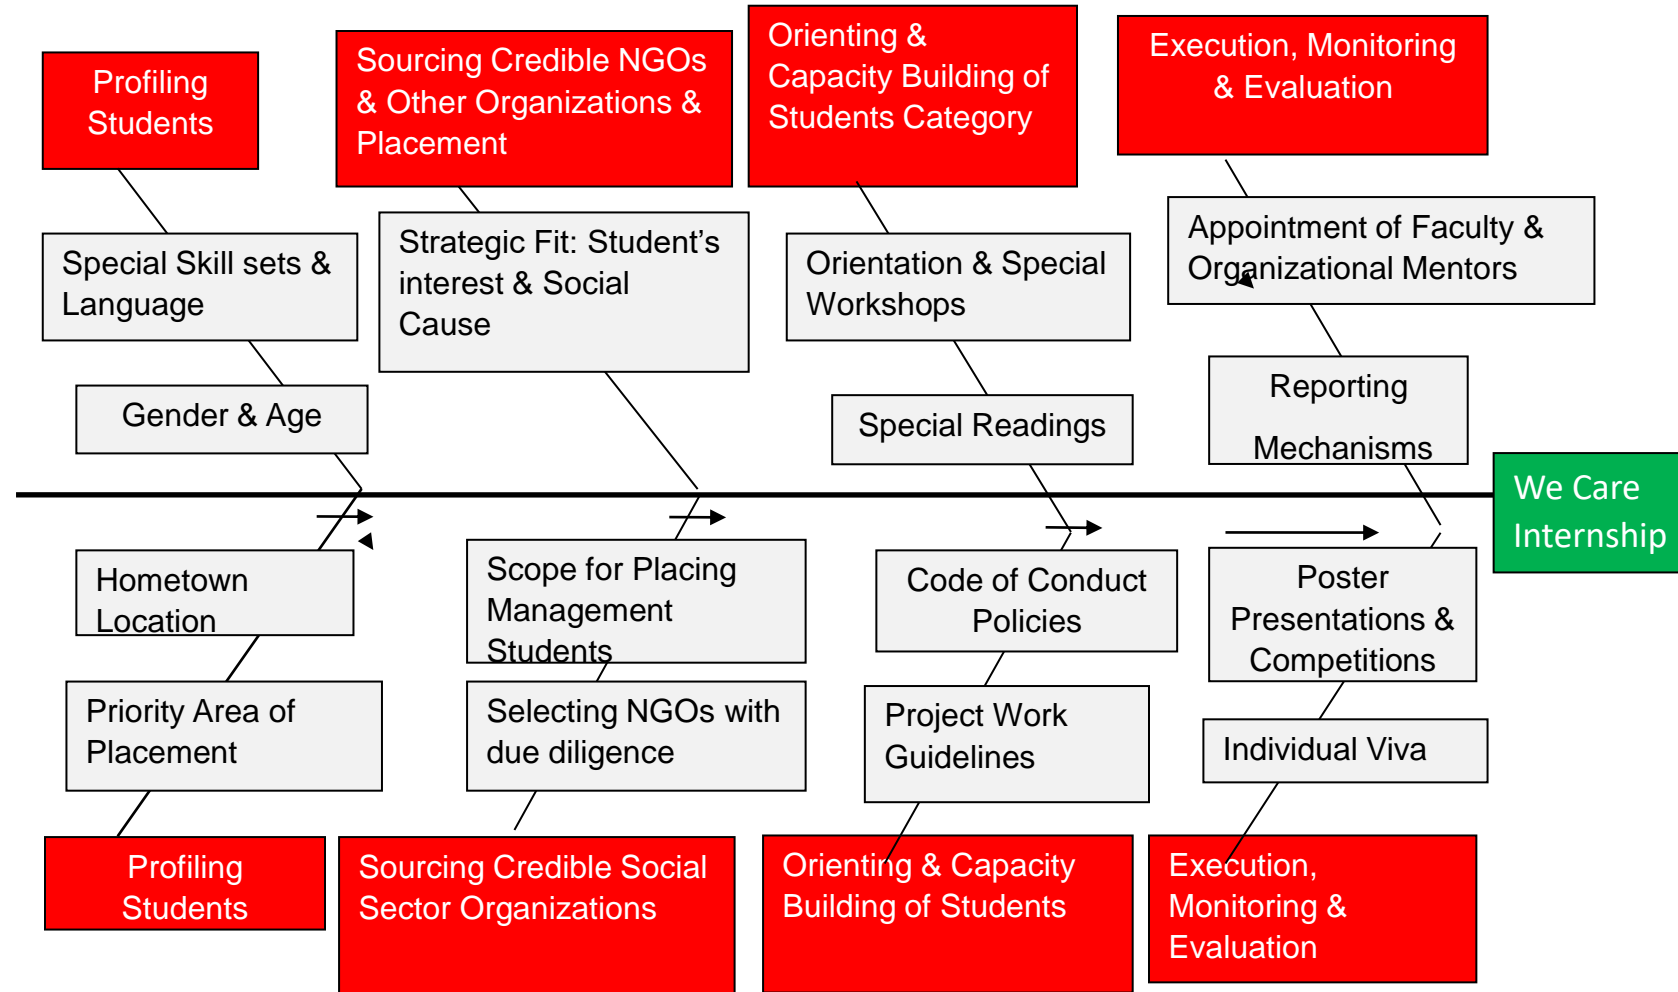 Profiling
Students
Sourcing Credible NGOs
& Other Organizations &
Placement
Orienting &
Capacity Building of
Students Category
Execution, Monitoring
& Evaluation
Special Skill sets &
Language
Strategic Fit: Student’s
interest & Social
Cause
Orientation & Special
Workshops
Appointment of Faculty &
Organizational Mentors
Gender & Age
Special Readings
Reporting
Mechanisms
We Care
Internship
Hometown
Location
Scope for Placing
Management
Students
Code of Conduct
Policies
Poster
Presentations &
Competitions
Priority Area of
Placement
Selecting NGOs with
due diligence
Project Work
Guidelines
Individual Viva
Profiling
Students
Sourcing Credible Social
Sector Organizations
Orienting & Capacity
Building of Students
Execution,
Monitoring &
Evaluation